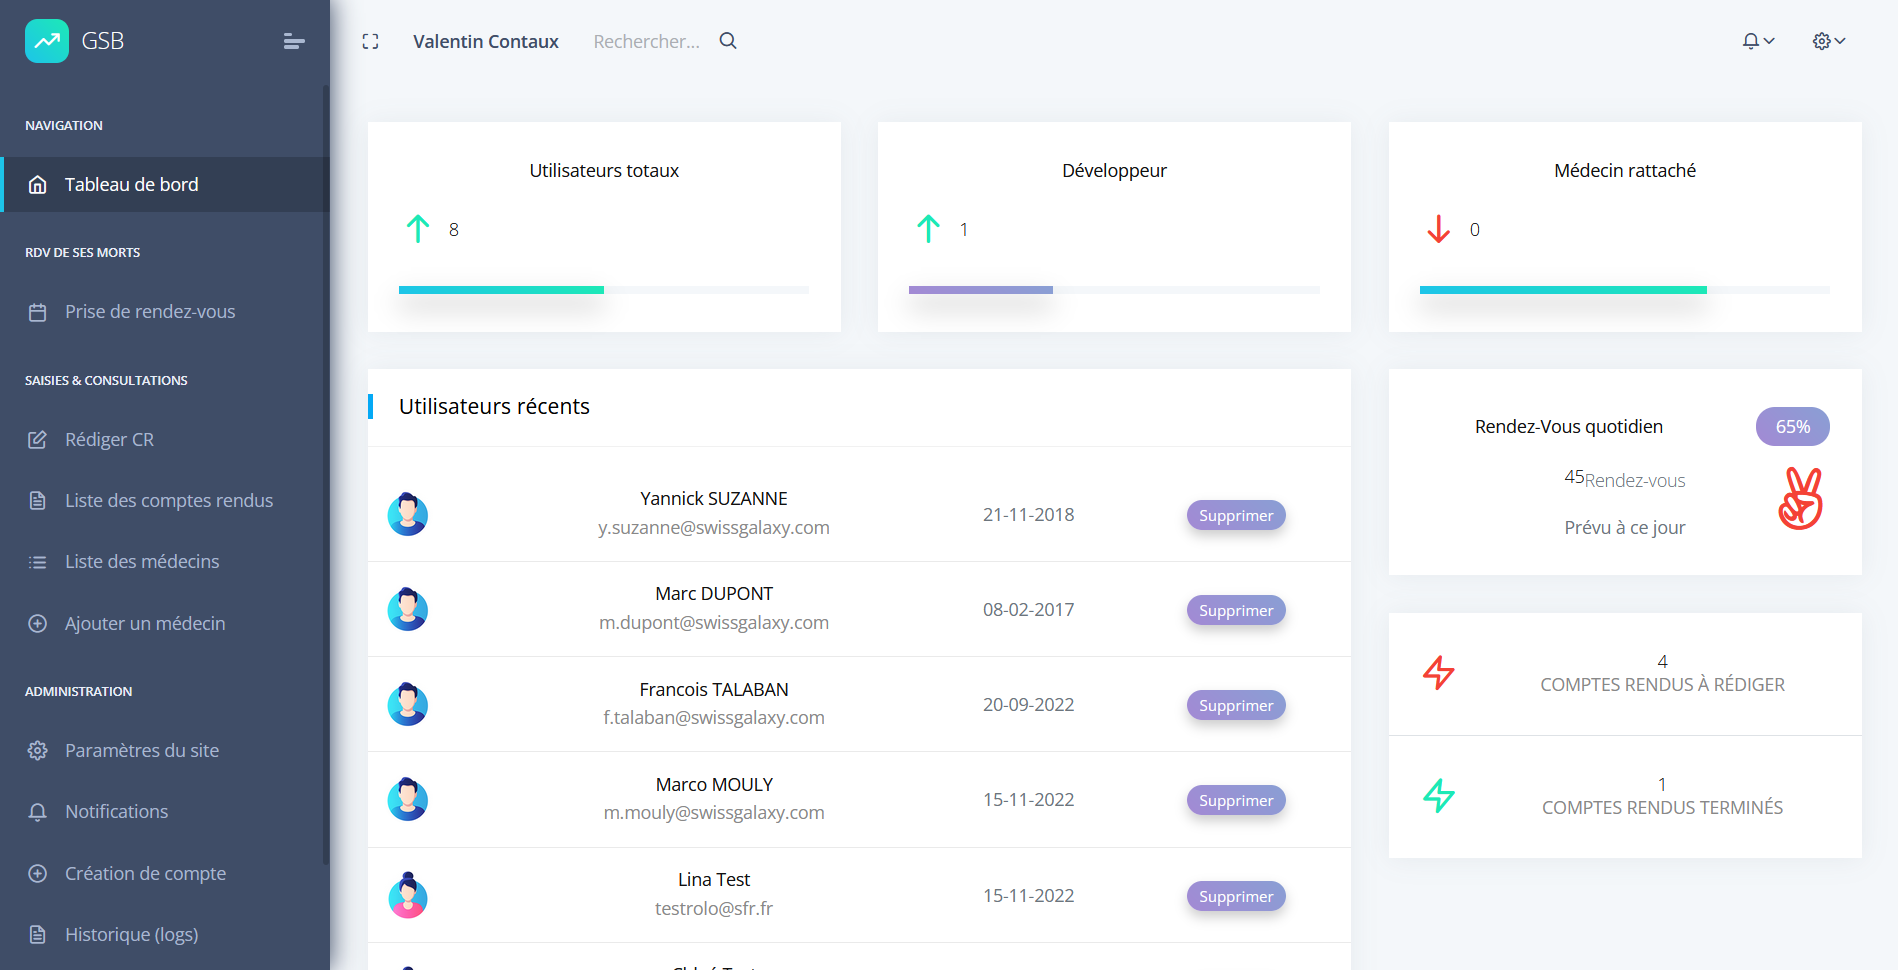 GSB
Valentin Contaux
Rechercher...
NAVIGATION
Tableau de bord
RDV DE SES MORTS
Prise de rendez-vous
SAISIES & CONSULTATIONS
Rédiger CR
Liste des comptes rendus
Liste des médecins
Ajouter un médecin
ADMINISTRATION
Paramètres du site
Notifications
Création de compte
Historique (logs)
Utilisateurs totaux
8
Développeur
1
Médecin rattaché
0
Utilisateurs récents
Yannick SUZANNE
y.suzanne@swissgalaxy.com
21-11-2018
Supprimer
Marc DUPONT
m.dupont@swissgalaxy.com
08-02-2017
Supprimer
Francois TALABAN
f.talaban@swissgalaxy.com
20-09-2022
Supprimer
Marco MOULY
m.mouly@swissgalaxy.com
15-11-2022
Supprimer
Lina Test
testrolo@sfr.fr
15-11-2022
Supprimer
Rendez-Vous quotidien
65%
45Rendez-vous
Prévu à ce jour
4
COMPTES RENDUS À RÉDIGER
1
COMPTES RENDUS TERMINÉS